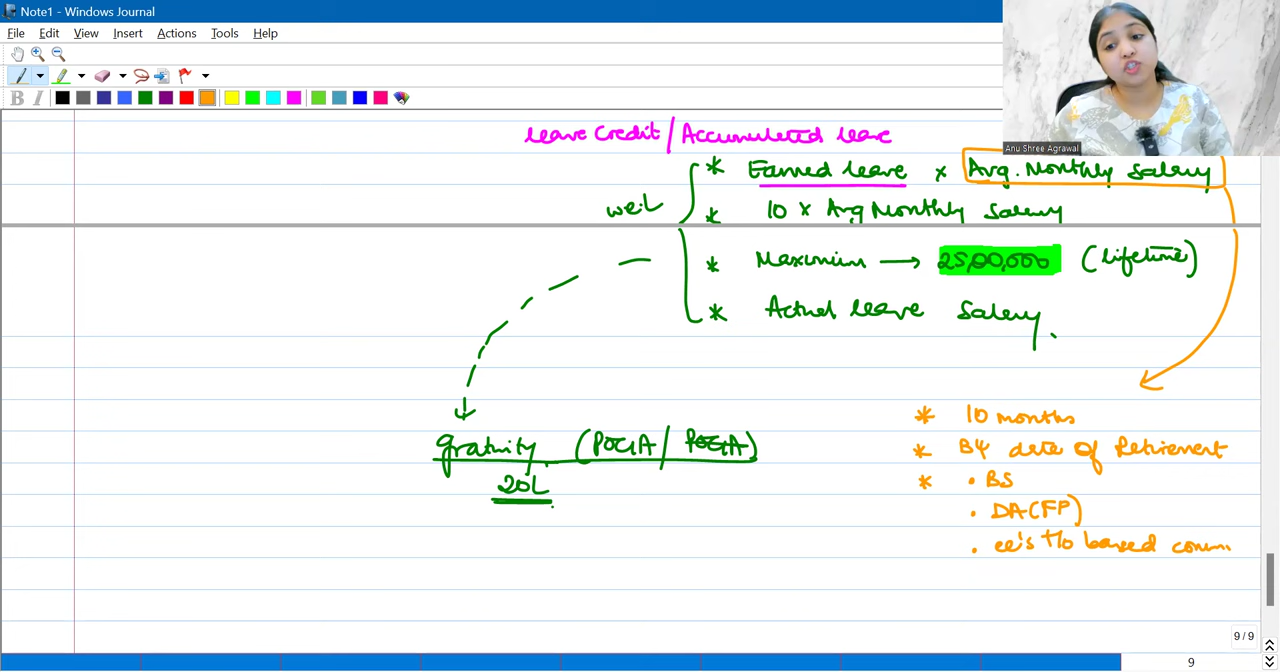 Note1 - Windows Journal
File Edit View Insert Actions Tools Help
B I
Anu Shree Agrawal
Leave Credit / Accumulated leave
* Earned leave × Avg. Monthly Salary
WEIL
* 10 × Avg Monthly Salary
* Maximum → 25,00,000 (lifetime)
* Actual leave Salary.
* 10 months
gratuity (POGA / POGA)
* B4 date of Retirement
20L
* • BS
• DA(FP)
• ee's t/o based comm
9 / 9
9